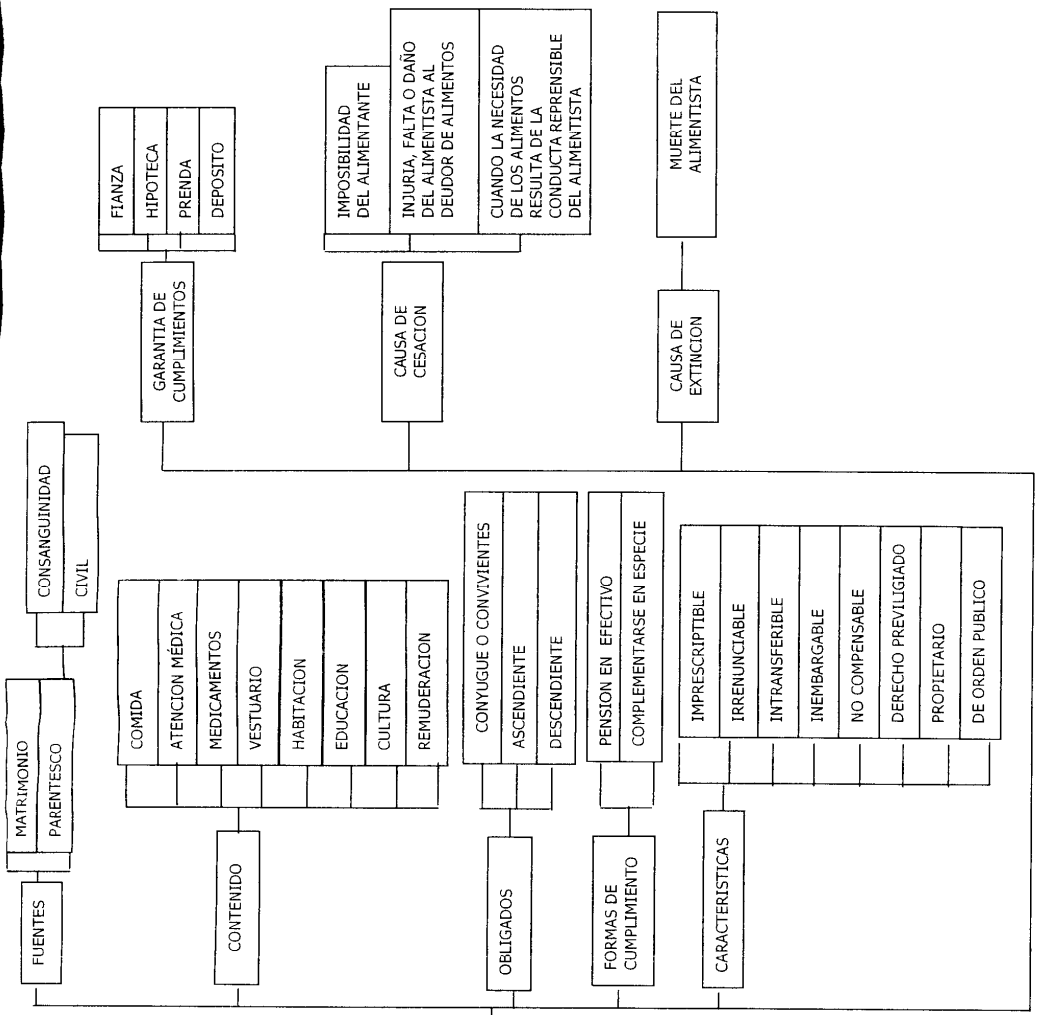 FUENTES
MATRIMONIO
PARENTESCO
CONSANGUINIDAD
CIVIL
CONTENIDO
COMIDA
ATENCION MÉDICA
MEDICAMENTOS
VESTUARIO
HABITACION
EDUCACION
CULTURA
REMUDERACION
OBLIGADOS
CONYUGUE O CONVIVIENTES
ASCENDIENTE
DESCENDIENTE
FORMAS DE
CUMPLIMIENTO
PENSION EN EFECTIVO
COMPLEMENTARSE EN ESPECIE
CARACTERISTICAS
IMPRESCRIPTIBLE
IRRENUNCIABLE
INTRANSFERIBLE
INEMBARGABLE
NO COMPENSABLE
DERECHO PREVILIGIADO
PROPIETARIO
DE ORDEN PUBLICO
GARANTIA DE
CUMPLIMIENTOS
FIANZA
HIPOTECA
PRENDA
DEPOSITO
CAUSA DE
CESACION
IMPOSIBILIDAD
DEL ALIMENTANTE
INJURIA, FALTA O DAÑO
DEL ALIMENTISTA AL
DEUDOR DE ALIMENTOS
CUANDO LA NECESIDAD
DE LOS ALIMENTOS
RESULTA DE LA
CONDUCTA REPRENSIBLE
DEL ALIMENTISTA
CAUSA DE
EXTINCION
MUERTE DEL
ALIMENTISTA